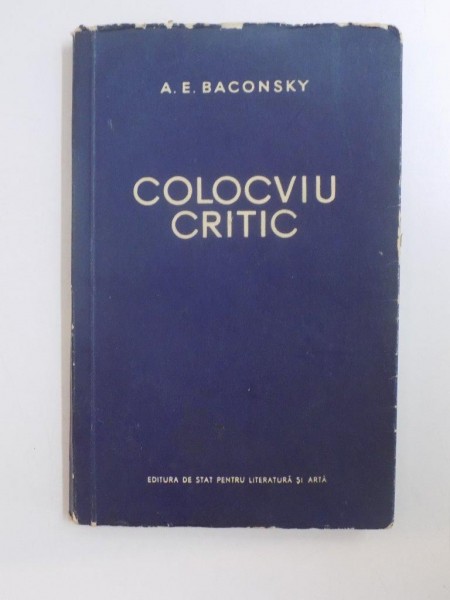 A. E. BACONSKY
COLOCVIU
CRITIC
EDITURA DE STAT PENTRU LITERATURĂ ȘI ARTĂ